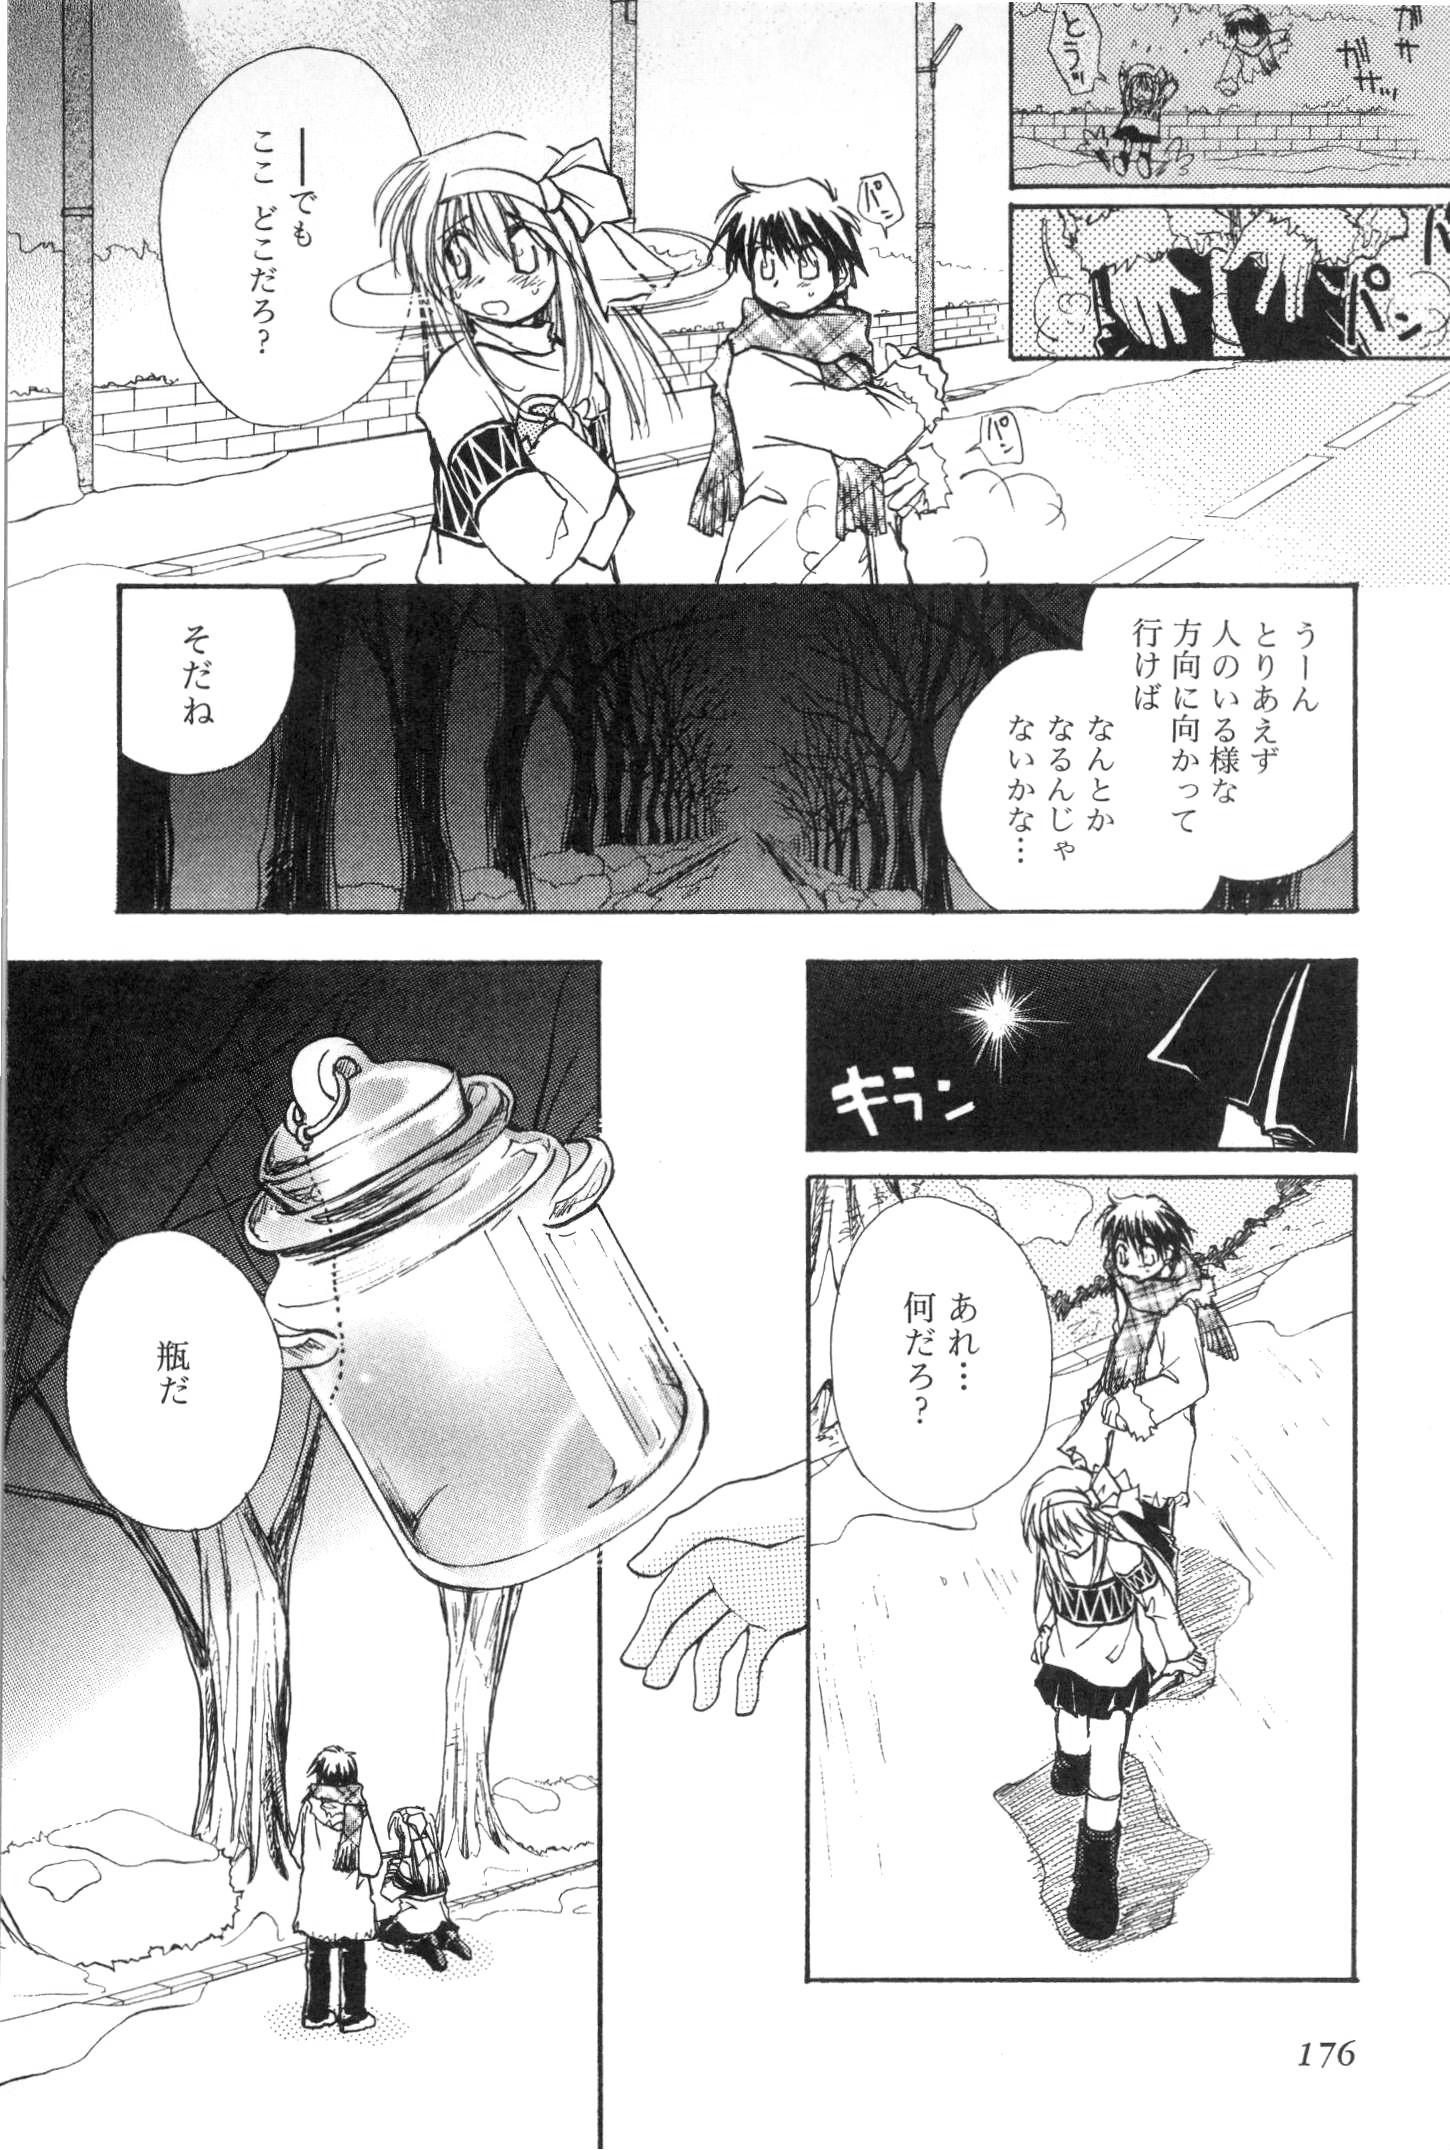 ガサ
ガサッ
とうッ
パン
パン
パン
――でも
ここ どこだろ?
うーん
とりあえず
人のいる様な
方向に向かって
行けば
なんとか
なるんじゃ
ないかな…
そだね
キラン
あれ…
何だろ?
瓶だ
176